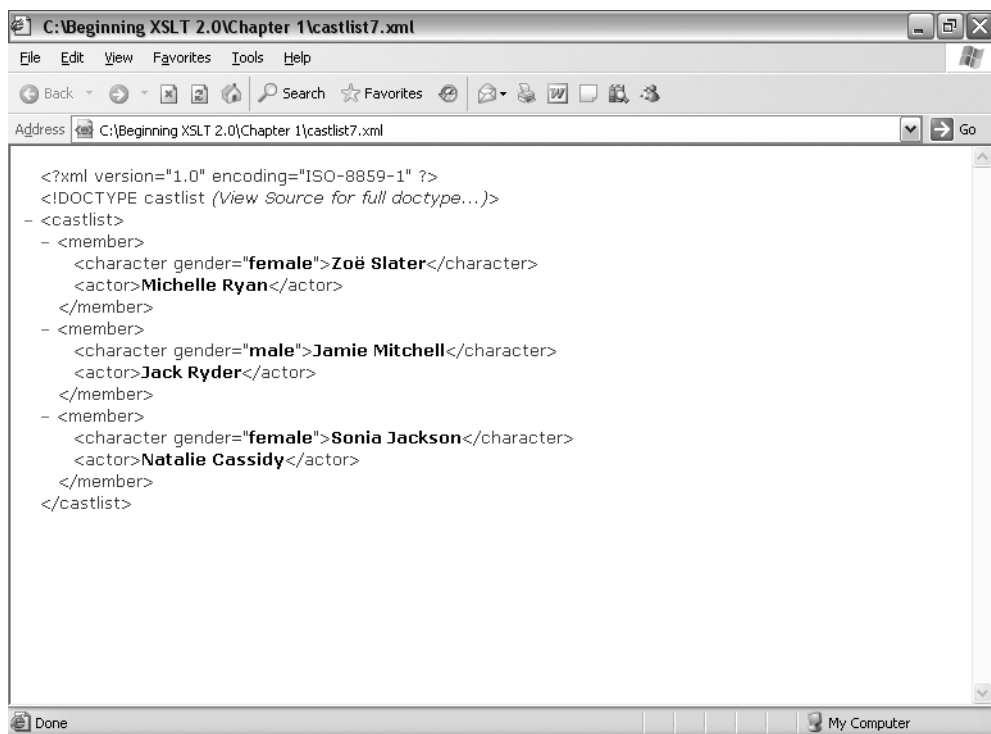 C:\Beginning XSLT 2.0\Chapter 1\castlist7.xml
File Edit View Favorites Tools Help
Back Search Favorites
Address C:\Beginning XSLT 2.0\Chapter 1\castlist7.xml Go
<?xml version="1.0" encoding="ISO-8859-1" ?>
<!DOCTYPE castlist (View Source for full doctype...)>
- <castlist>
- <member>
<character gender="female">Zoë Slater</character>
<actor>Michelle Ryan</actor>
</member>
- <member>
<character gender="male">Jamie Mitchell</character>
<actor>Jack Ryder</actor>
</member>
- <member>
<character gender="female">Sonia Jackson</character>
<actor>Natalie Cassidy</actor>
</member>
</castlist>
Done My Computer